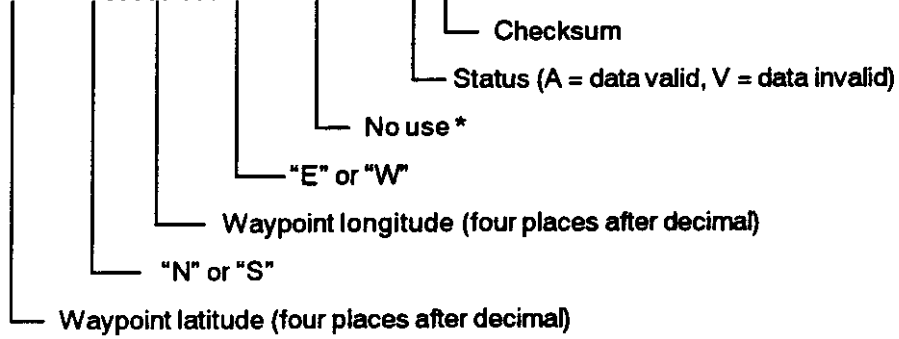 Checksum
Status (A = data valid, V = data invalid)
No use *
"E" or "W"
Waypoint longitude (four places after decimal)
"N" or "S"
Waypoint latitude (four places after decimal)